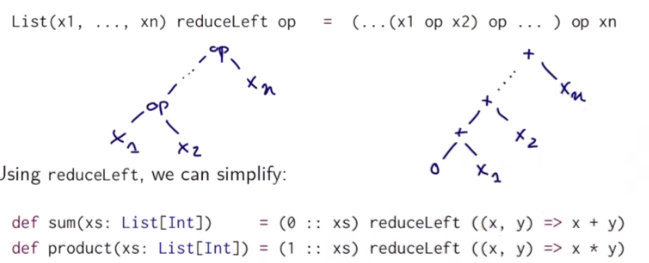 List(x1, ..., xn) reduceLeft op = (...(x1 op x2) op ... ) op xn
op +
... xn ... xn
op +
x1 x2 + x2
0 x1
Using reduceLeft, we can simplify:
def sum(xs: List[Int]) = (0 :: xs) reduceLeft ((x, y) => x + y)
def product(xs: List[Int]) = (1 :: xs) reduceLeft ((x, y) => x * y)